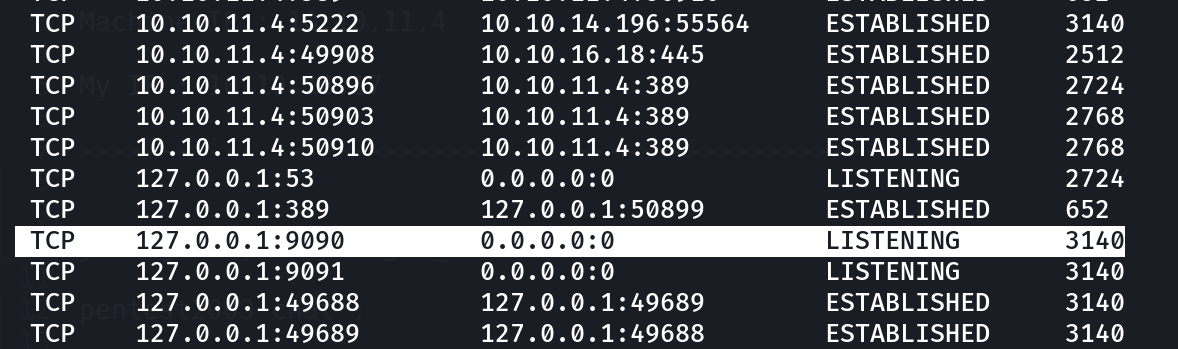 TCP 10.10.11.4:5222 10.10.14.196:55564 ESTABLISHED 3140
TCP 10.10.11.4:49908 10.10.16.18:445 ESTABLISHED 2512
TCP 10.10.11.4:50896 10.10.11.4:389 ESTABLISHED 2724
TCP 10.10.11.4:50903 10.10.11.4:389 ESTABLISHED 2768
TCP 10.10.11.4:50910 10.10.11.4:389 ESTABLISHED 2768
TCP 127.0.0.1:53 0.0.0.0:0 LISTENING 2724
TCP 127.0.0.1:389 127.0.0.1:50899 ESTABLISHED 652
TCP 127.0.0.1:9090 0.0.0.0:0 LISTENING 3140
TCP 127.0.0.1:9091 0.0.0.0:0 LISTENING 3140
TCP 127.0.0.1:49688 127.0.0.1:49689 ESTABLISHED 3140
TCP 127.0.0.1:49689 127.0.0.1:49688 ESTABLISHED 3140